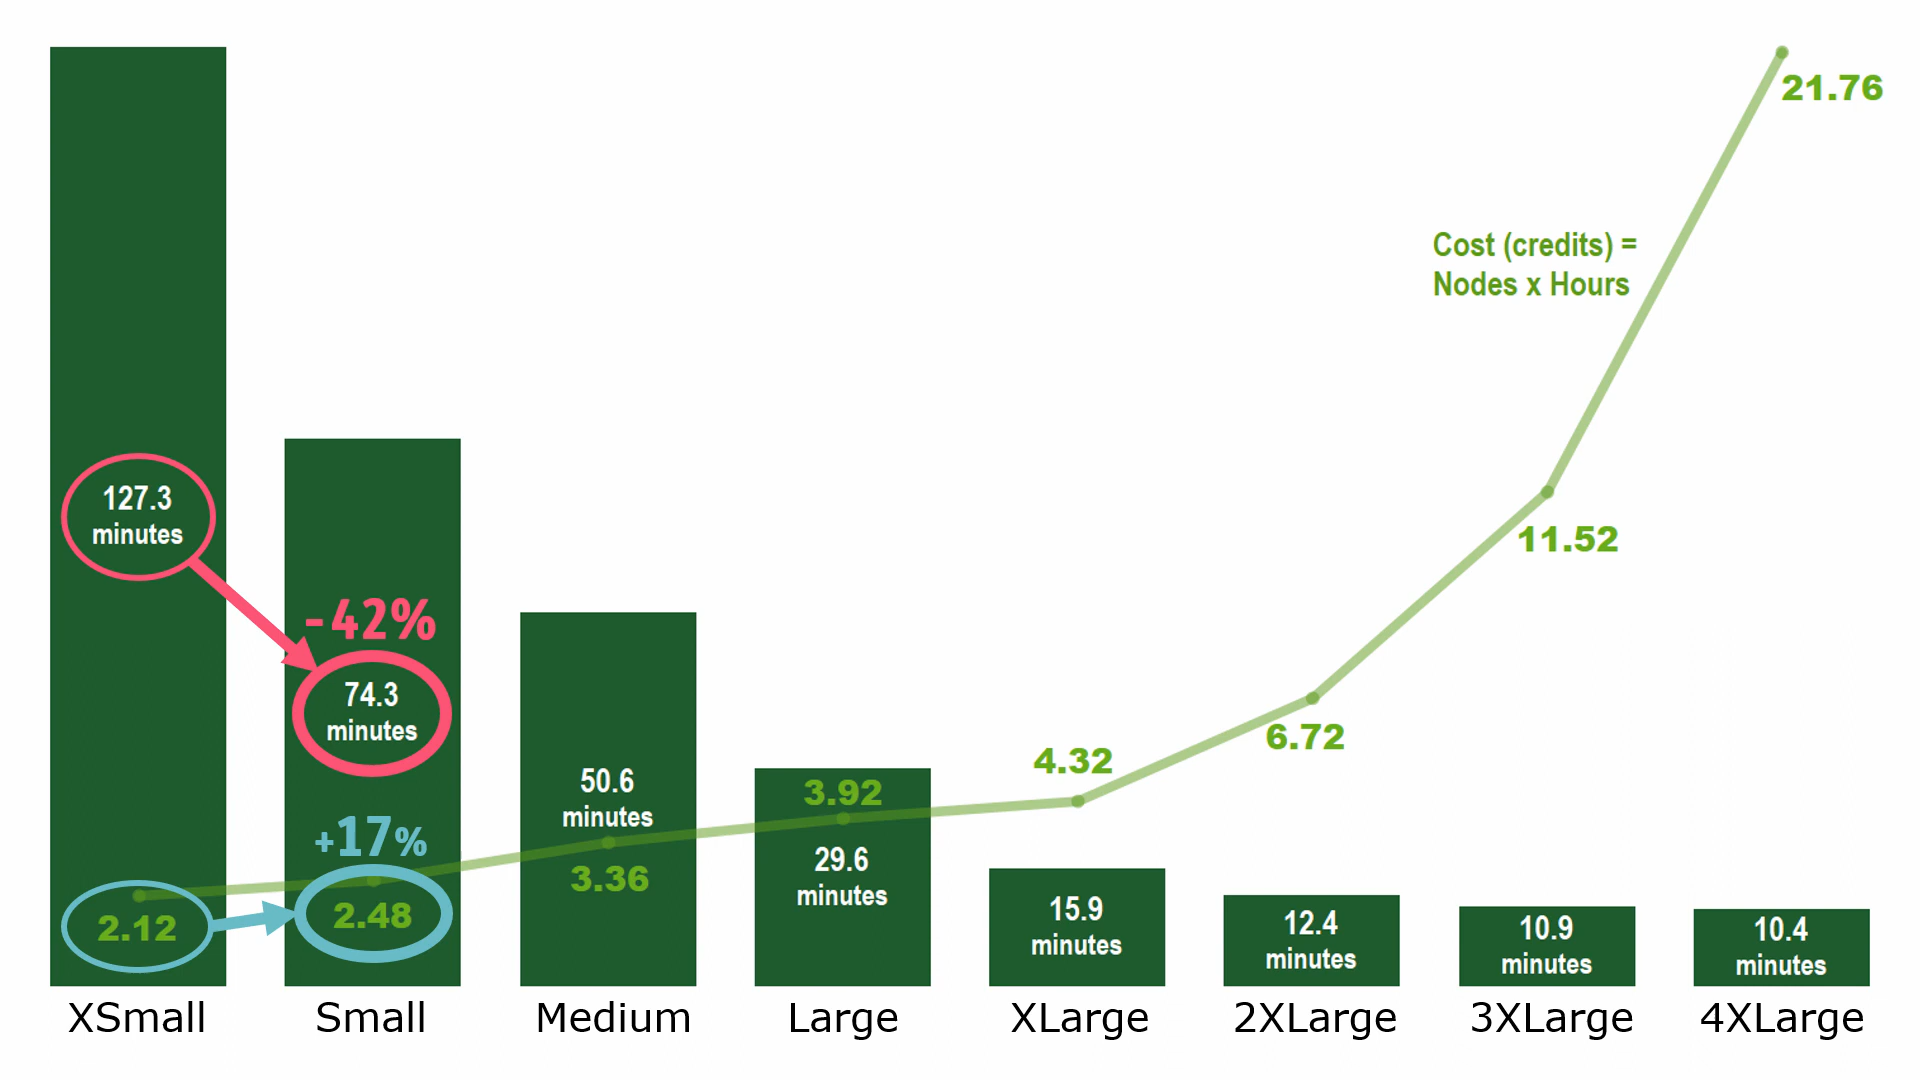 21.76
Cost (credits) =
Nodes x Hours
127.3
minutes
-42%
74.3
minutes
11.52
6.72
4.32
50.6
minutes
3.92
+17%
29.6
minutes
3.36
2.12
2.48
15.9
minutes
12.4
minutes
10.9
minutes
10.4
minutes
XSmall
Small
Medium
Large
XLarge
2XLarge
3XLarge
4XLarge